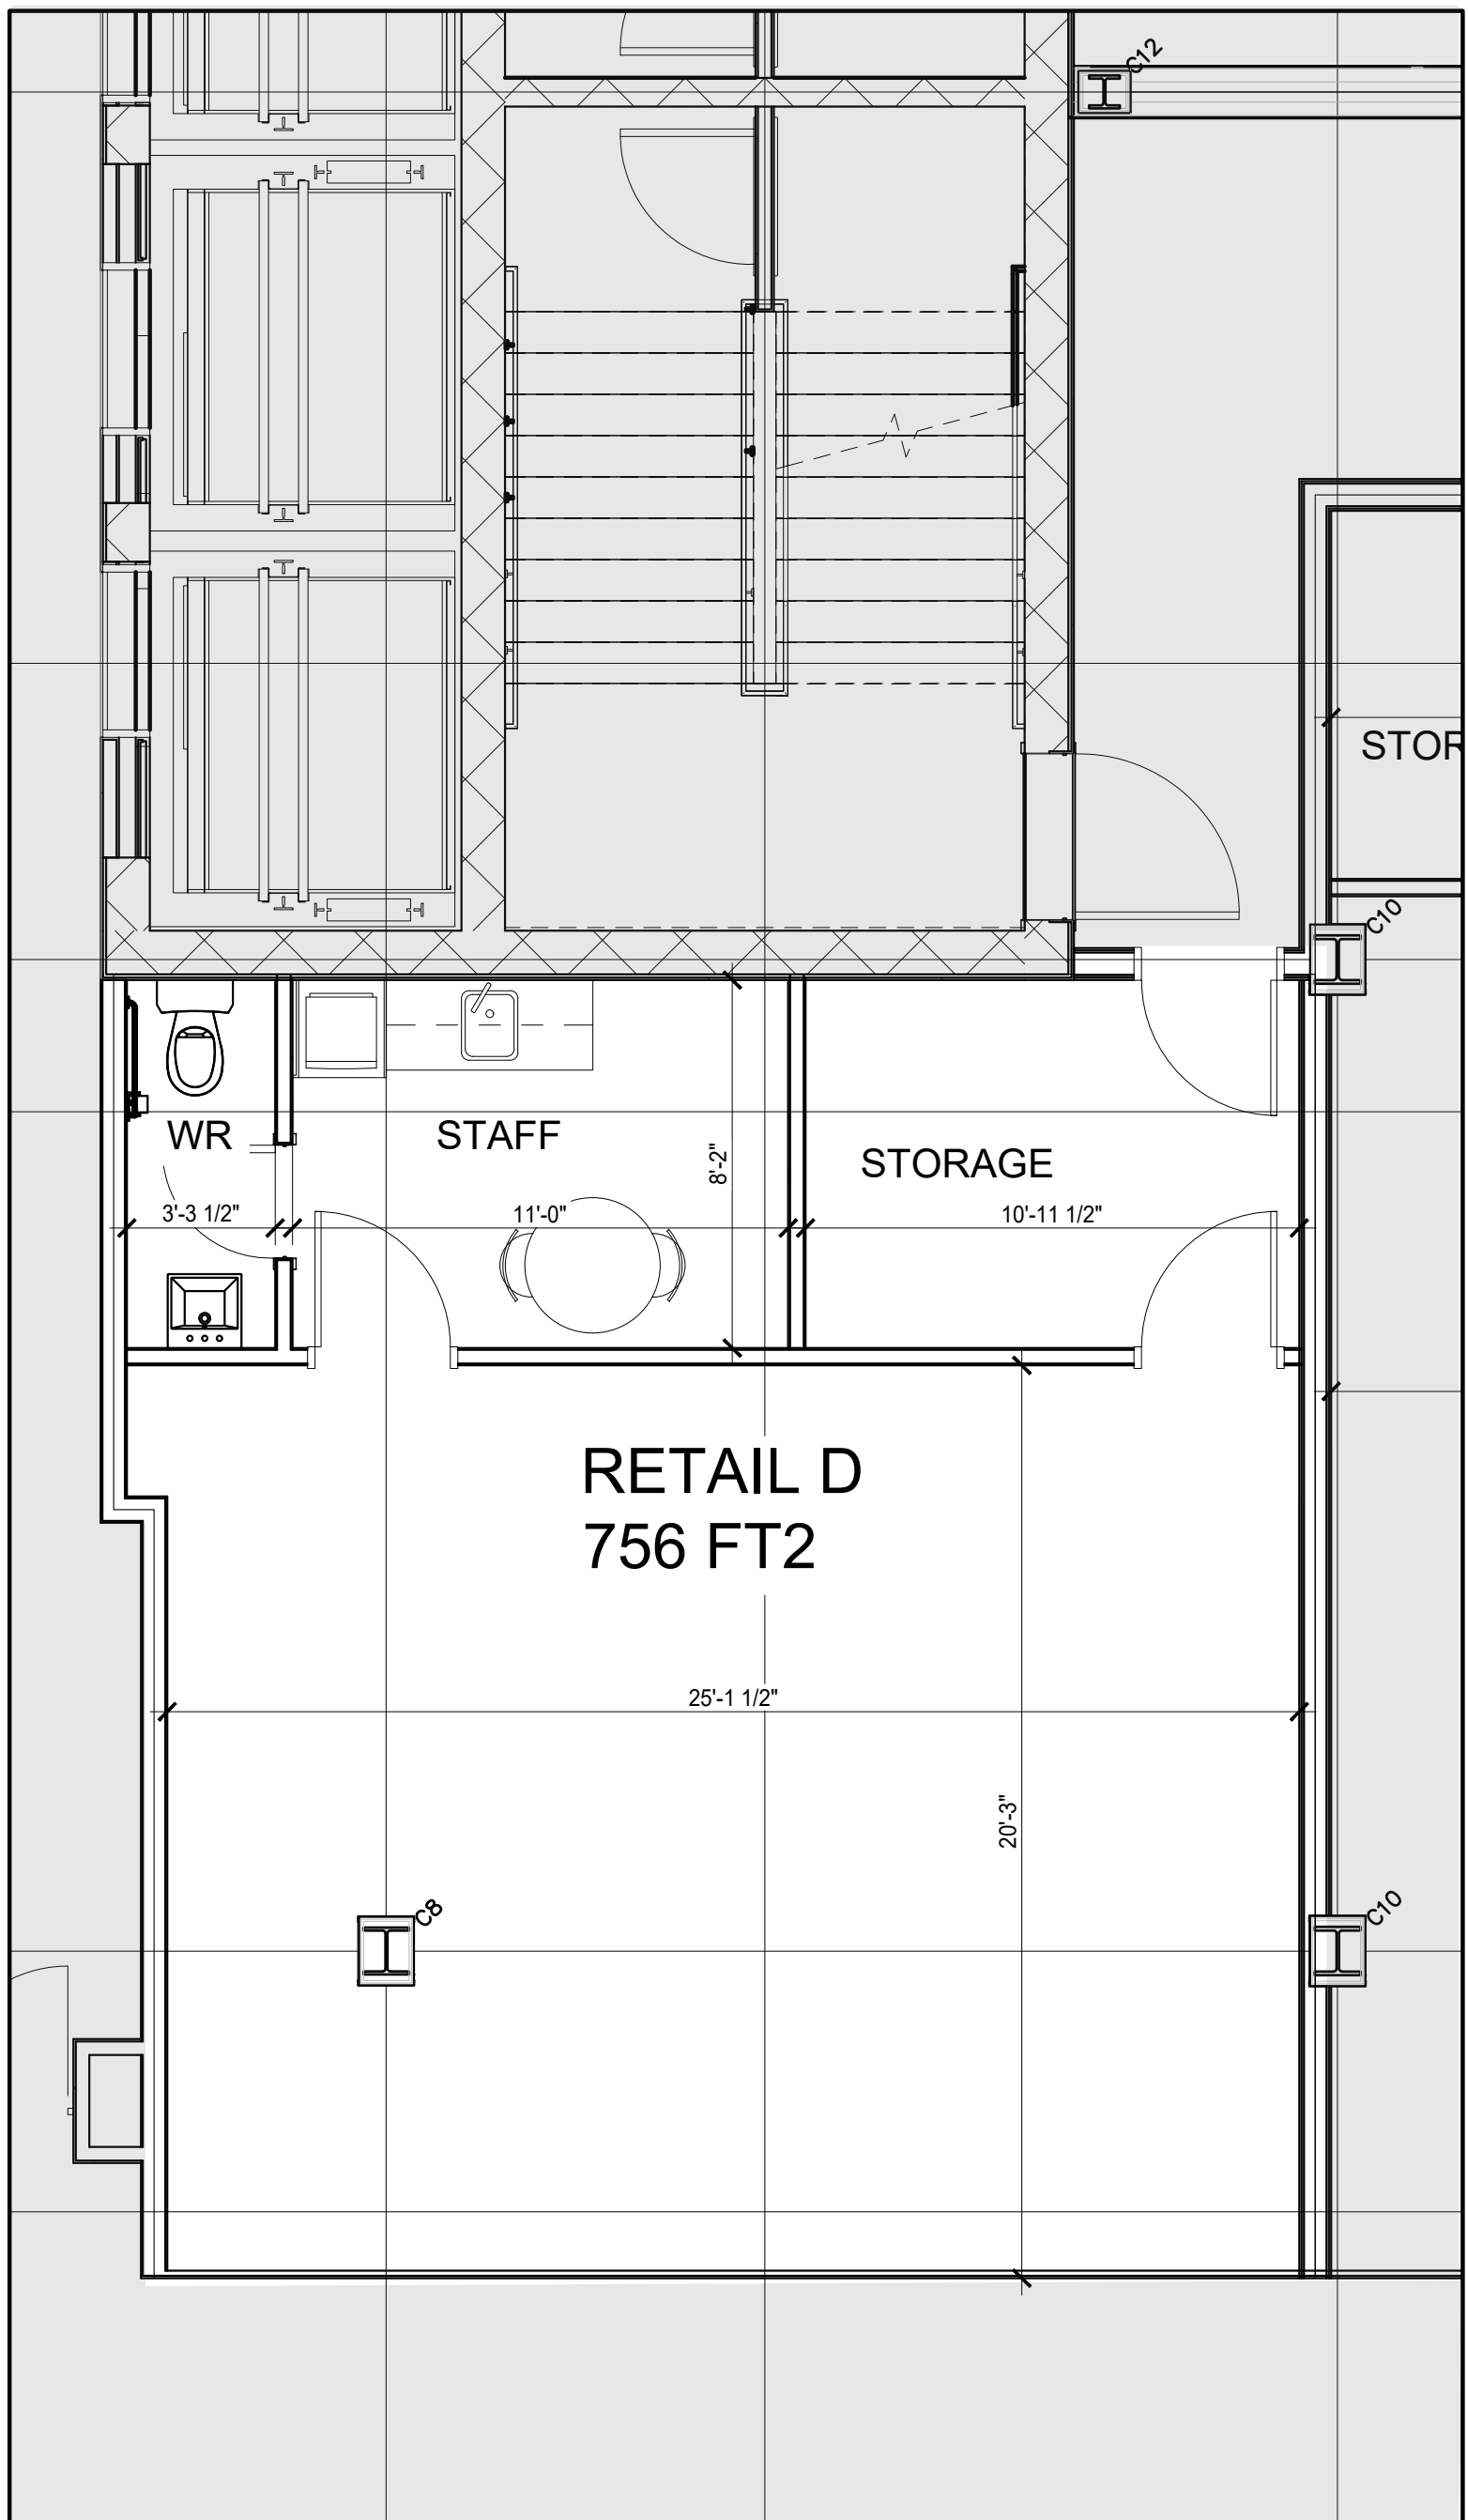 C12
STOR
C10
WR
STAFF
8'-2"
STORAGE
3'-3 1/2"
11'-0"
10'-11 1/2"
RETAIL D
756 FT2
25'-1 1/2"
20'-3"
C8
C10